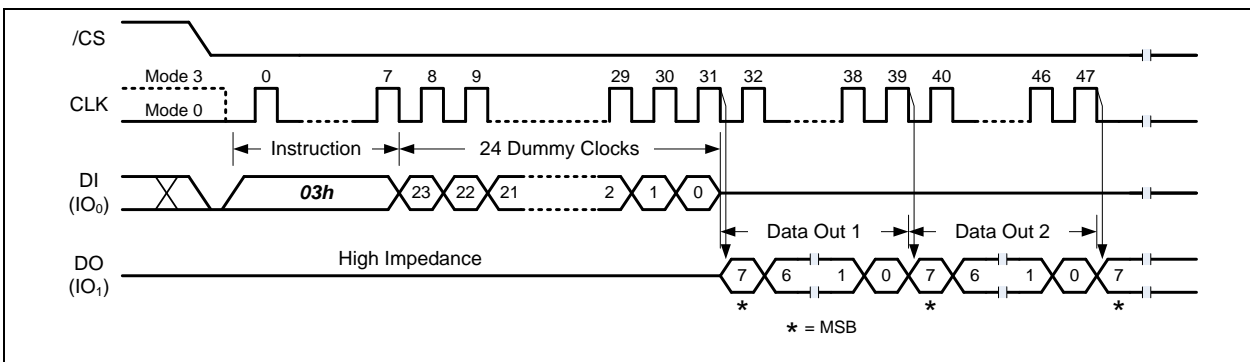 /CS
Mode 3 0 7 8 9 29 30 31 32 38 39 40 46 47
CLK
Mode 0
Instruction 24 Dummy Clocks
DI
(IO0)
03h 23 22 21 2 1 0
Data Out 1 Data Out 2
High Impedance
DO
(IO1)
7 6 1 0 7 6 1 0 7
* * *
* = MSB